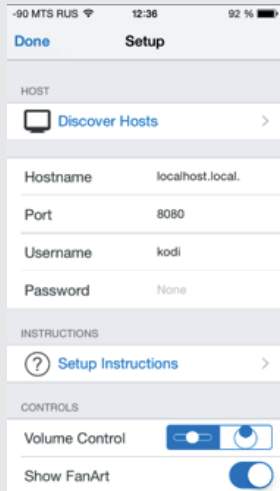 -90 MTS RUS 12:36 92 %
Done Setup
HOST
Discover Hosts
Hostname localhost.local.
Port 8080
Username kodi
Password None
INSTRUCTIONS
? Setup Instructions
CONTROLS
Volume Control
Show FanArt